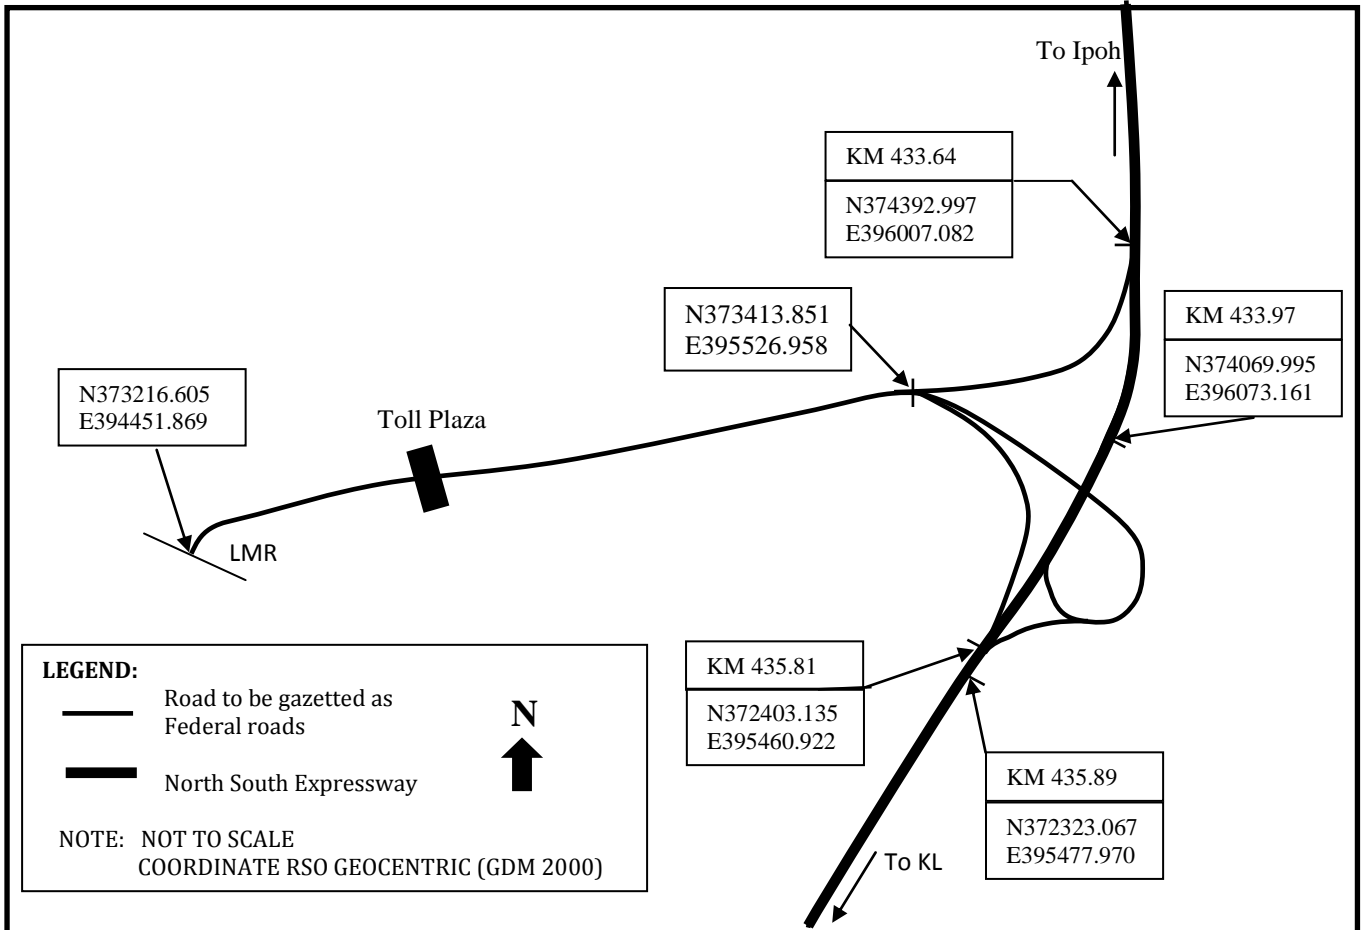 To Ipoh
KM 433.64
N374392.997
E396007.082
N373413.851
E395526.958
KM 433.97
N374069.995
E396073.161
N373216.605
E394451.869
Toll Plaza
LMR
KM 435.81
N372403.135
E395460.922
KM 435.89
N372323.067
E395477.970
To KL
LEGEND:
Road to be gazetted as
Federal roads
North South Expressway
N
NOTE: NOT TO SCALE
COORDINATE RSO GEOCENTRIC (GDM 2000)